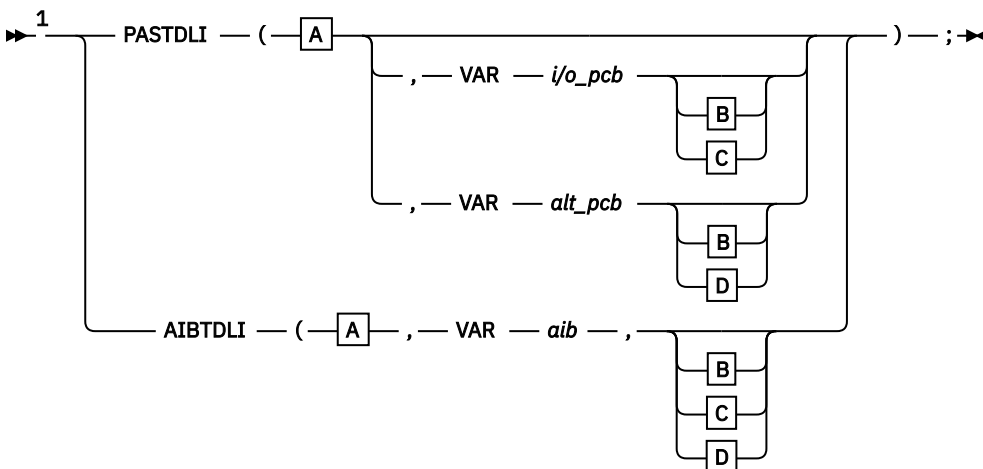 1
PASTDLI ( A ) ;
, VAR i/o_pcb
B
C
, VAR alt_pcb
B
D
AIBTDLI ( A , VAR aib ,
B
C
D